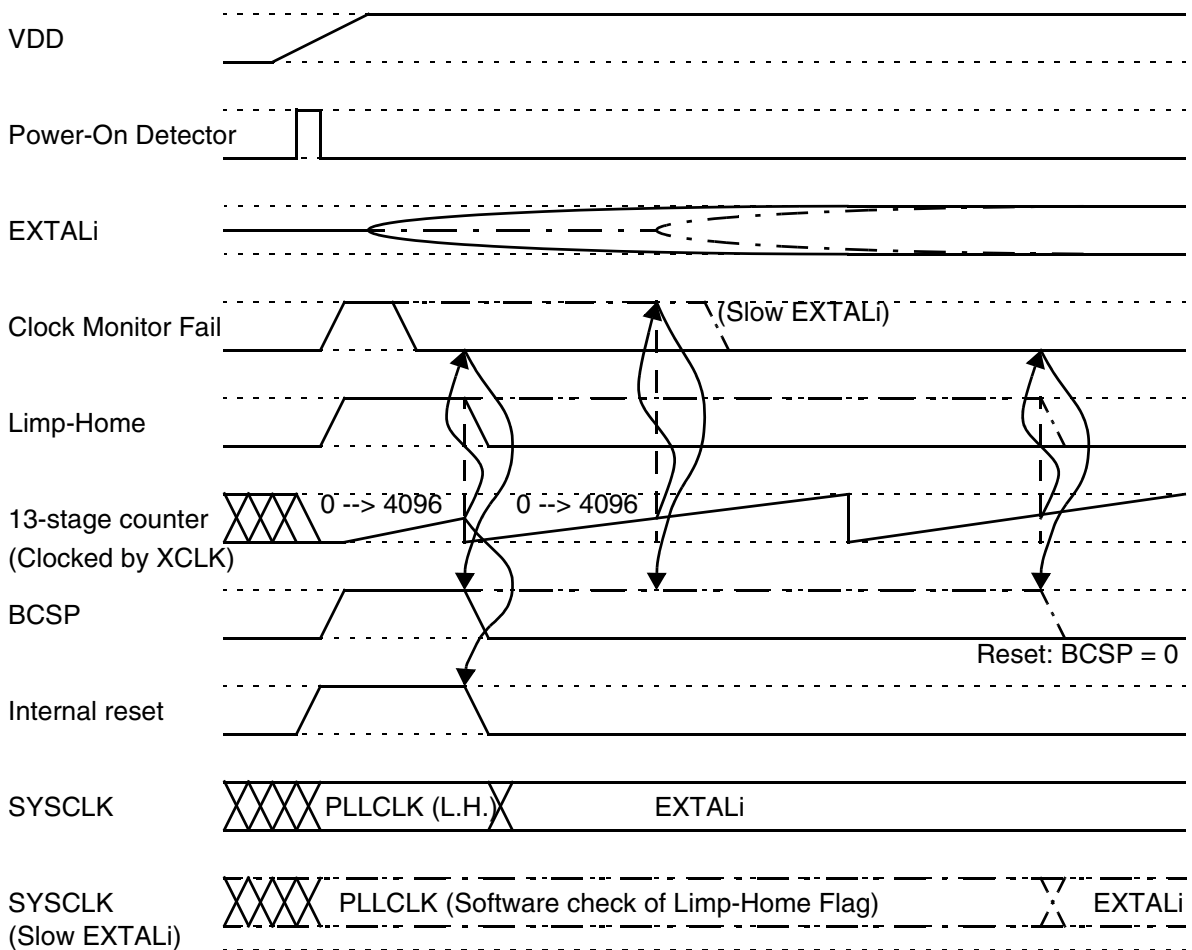 VDD
Power-On Detector
EXTALi
Clock Monitor Fail
(Slow EXTALi)
Limp-Home
0 --> 4096
0 --> 4096
13-stage counter
(Clocked by XCLK)
BCSP
Reset: BCSP = 0
Internal reset
SYSCLK
PLLCLK (L.H.)
EXTALi
SYSCLK
(Slow EXTALi)
PLLCLK (Software check of Limp-Home Flag)
EXTALi